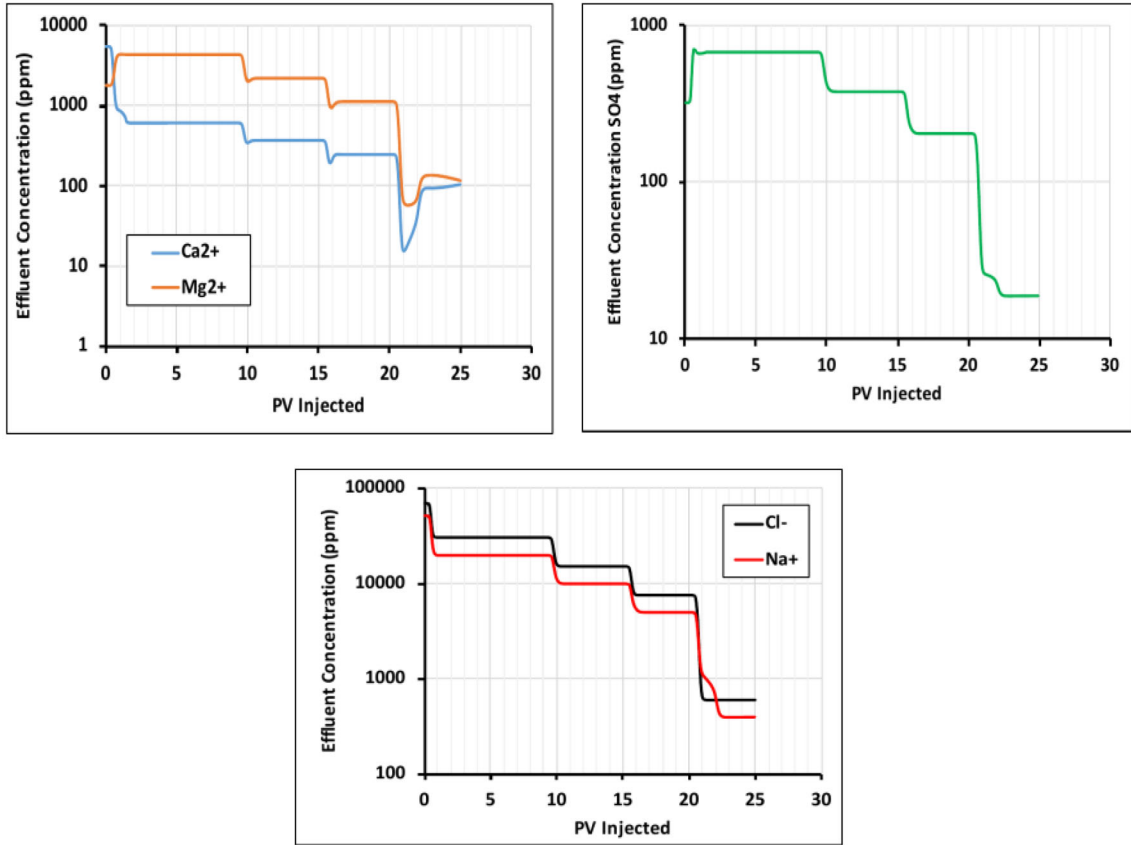 Effluent Concentration (ppm)
10000
1000
100
10
1
0 5 10 15 20 25 30
PV Injected
Ca2+
Mg2+
Effluent Concentration SO4 (ppm)
1000
100
10
0 5 10 15 20 25 30
PV Injected
Effluent Concentration (ppm)
100000
10000
1000
100
0 5 10 15 20 25 30
PV Injected
Cl-
Na+